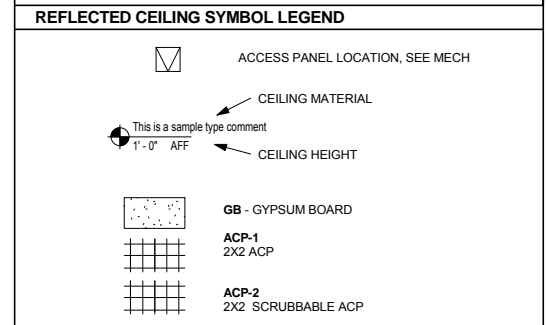 REFLECTED CEILING SYMBOL LEGEND
ACCESS PANEL LOCATION, SEE MECH
CEILING MATERIAL
This is a sample type comment
1' - 0" AFF
CEILING HEIGHT
GB - GYPSUM BOARD
ACP-1
2X2 ACP
ACP-2
2X2 SCRUBBABLE ACP